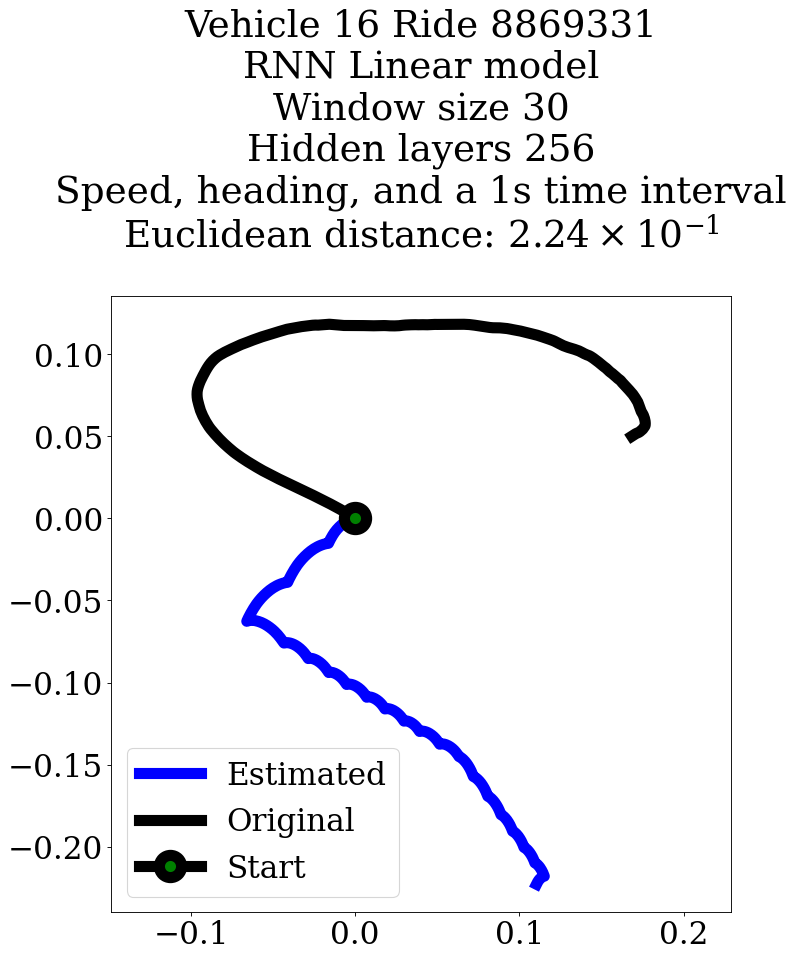 Vehicle 16 Ride 8869331
RNN Linear model
Window size 30
Hidden layers 256
Speed, heading, and a 1s time interval
Euclidean distance: 2.24 × 10⁻¹
0.10
0.05
0.00
−0.05
−0.10
−0.15
−0.20
Estimated
Original
Start
−0.1 0.0 0.1 0.2